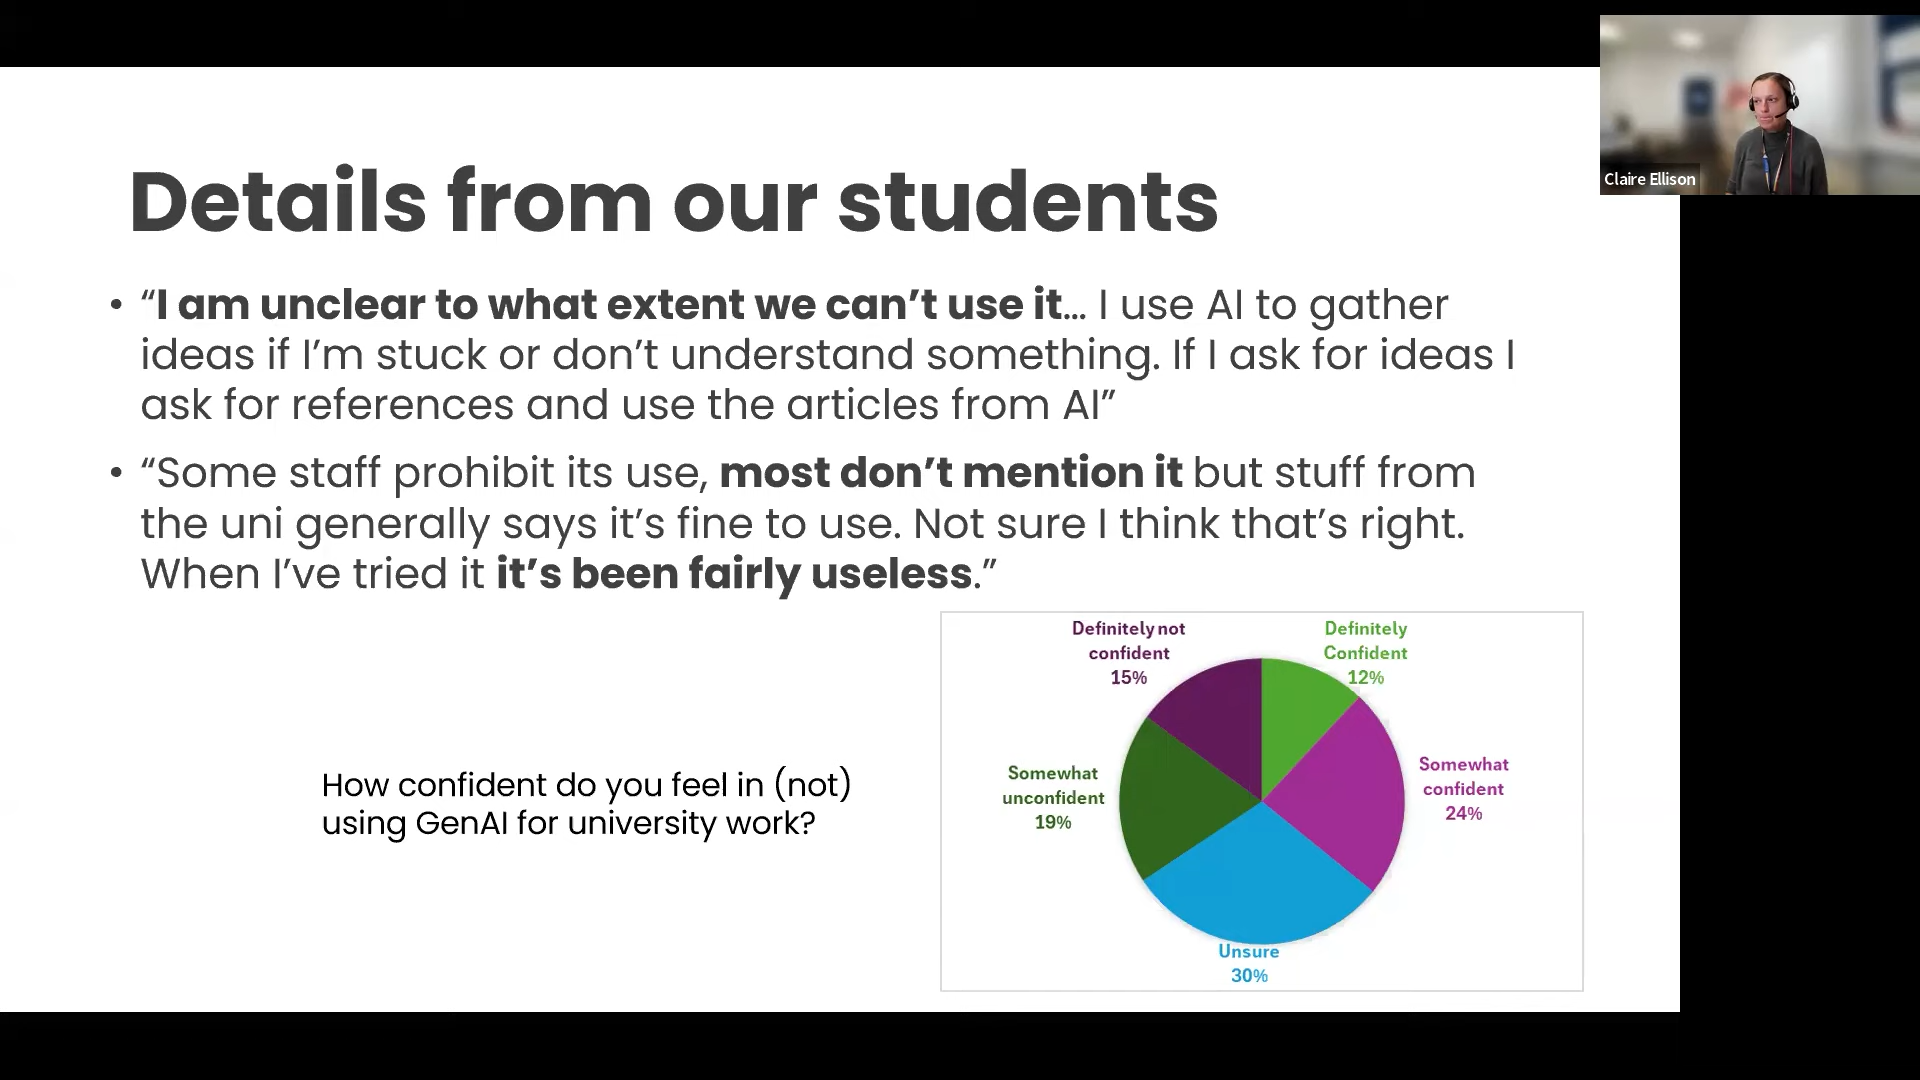 Claire Ellison
Details from our students
• “I am unclear to what extent we can’t use it… I use AI to gather
ideas if I’m stuck or don’t understand something. If I ask for ideas I
ask for references and use the articles from AI”
• “Some staff prohibit its use, most don’t mention it but stuff from
the uni generally says it’s fine to use. Not sure I think that’s right.
When I’ve tried it it’s been fairly useless.”
How confident do you feel in (not)
using GenAI for university work?
Definitely not
confident
15%
Definitely
Confident
12%
Somewhat
unconfident
19%
Somewhat
confident
24%
Unsure
30%